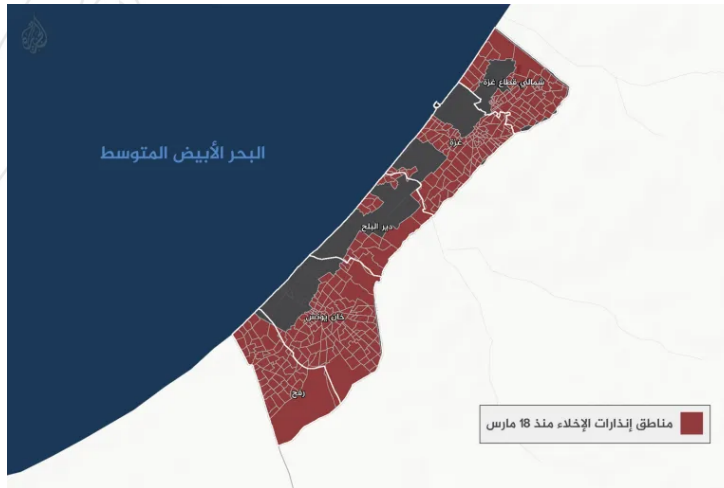 شمالي قطاع غزة
غزة
البحر الأبيض المتوسط
دير البلح
خان يونس
رفح
مناطق إنذارات الإخلاء منذ 18 مارس